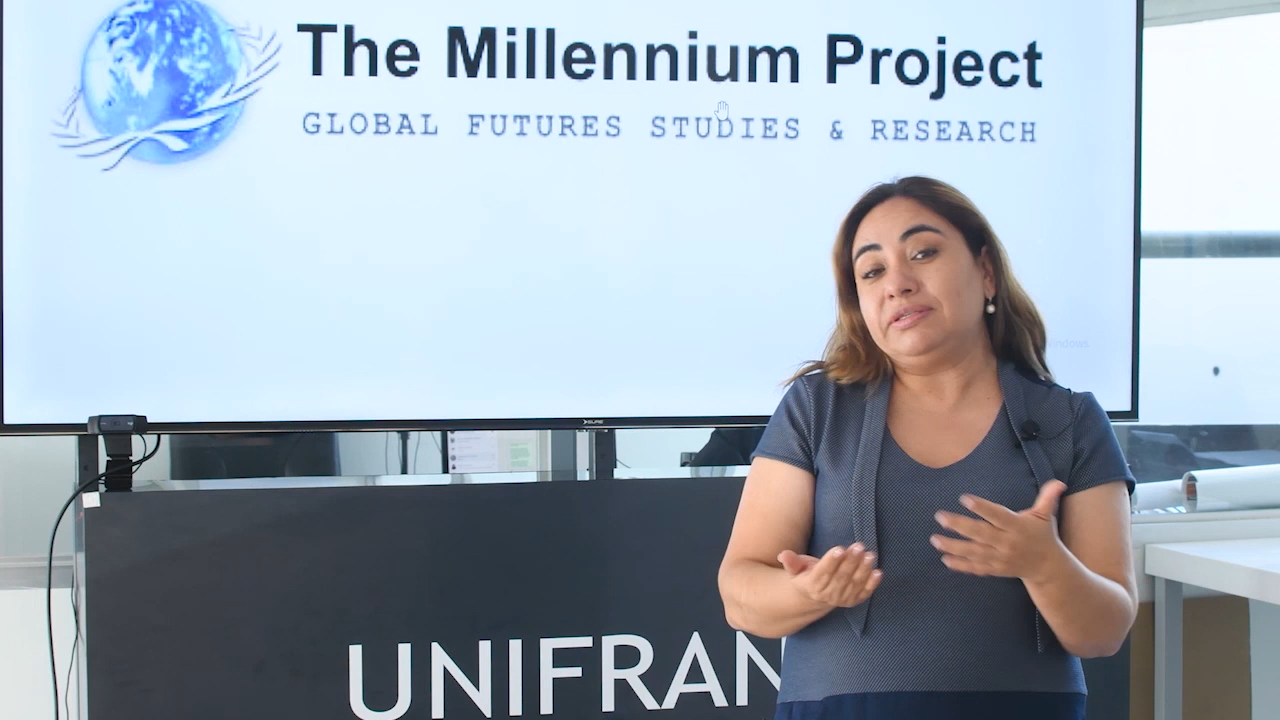 The Millennium Project
GLOBAL FUTURES STUDIES & RESEARCH
UNIFRAN